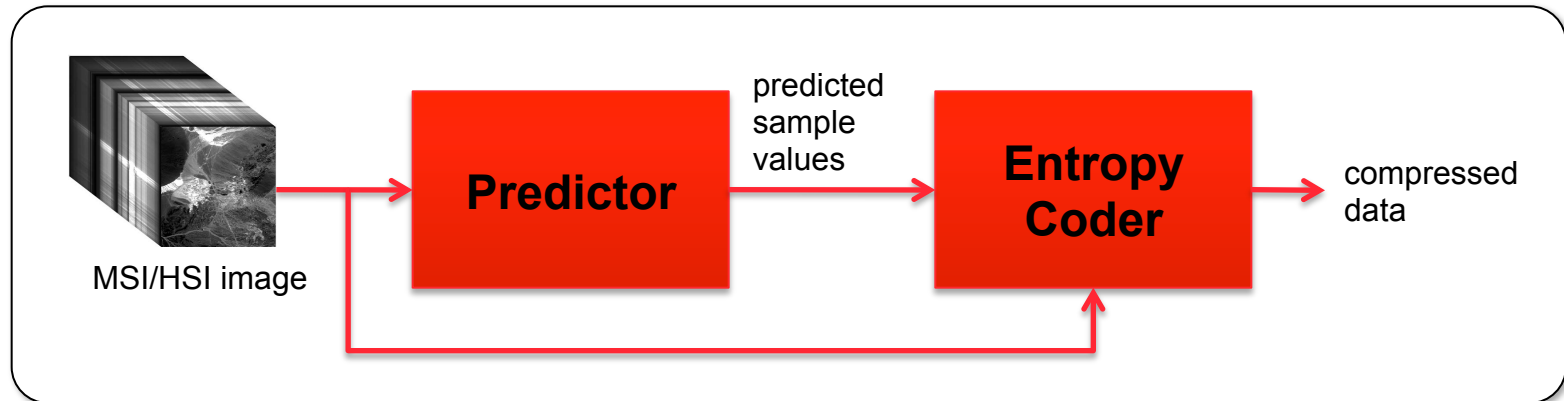 MSI/HSI image
Predictor
predicted
sample
values
Entropy
Coder
compressed
data